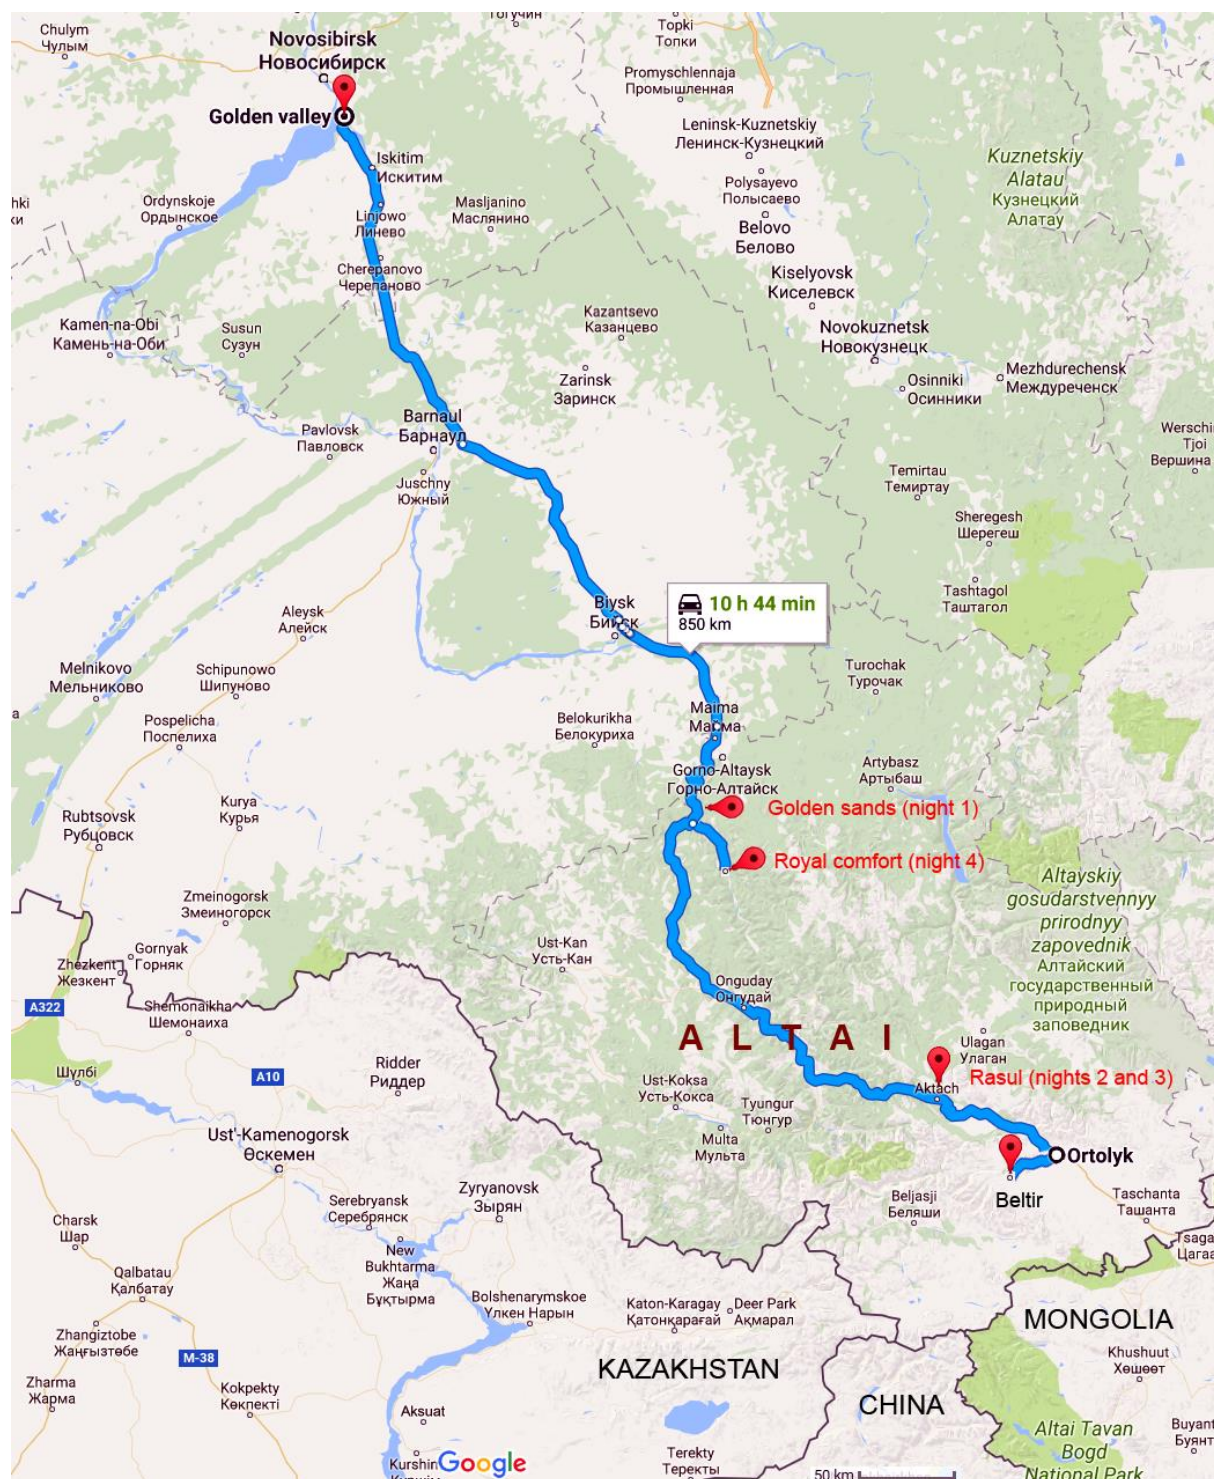 Chulym
Чулым
Тогучин
Topki
Топки
Novosibirsk
Новосибирск
Promyschlennaja
Промышленная
Golden valley
Leninsk-Kuznetskiy
Ленинск-Кузнецкий
Iskitim
Искитим
Kuznetskiy
Alatau
Кузнецкий
Алатау
Polysayevo
Полысаево
hki
ки
Ordynskoje
Ордынское
Masljanino
Маслянино
Linjowo
Линево
Belovo
Белово
Cherepanovo
Черепаново
Kiselyovsk
Киселевск
Kamen-na-Obi
Камень-на-Оби
Susun
Сузун
Kazantsevo
Казанцево
Novokuznetsk
Новокузнецк
Zarinsk
Заринск
Osinniki
Осинники
Mezhdurechensk
Междуреченск
Barnaul
Барнаул
Pavlovsk
Павловск
Werschi
Tjoi
Вершина
Juschny
Южный
Temirtau
Темиртау
Sheregesh
Шерегеш
Tashtagol
Таштагол
10 h 44 min
850 km
Biysk
Бийск
Aleysk
Алейск
Melnikovo
Мельниково
Schipunowo
Шипуново
Turochak
Турочак
a
Pospelicha
Поспелиха
Belokurikha
Белокуриха
Maima
Майма
Gorno-Altaysk
Горно-Алтайск
Artybasz
Артыбаш
Rubtsovsk
Рубцовск
Kurya
Курья
Golden sands (night 1)
Royal comfort (night 4)
Zmeinogorsk
Змеиногорск
Altayskiy
gosudarstvennyy
prirodnyy
zapovednik
Алтайский
государственный
природный
заповедник
Gornyak
Горняк
Zhezkent
Жезкент
Ust-Kan
Усть-Кан
Onguday
Онгудай
A322
Shemonaikha
Шемонаиха
ALTAI
Ulagan
Улаган
Шүлбі
A10
Ridder
Риддер
Ust-Koksa
Усть-Кокса
Aktach
Rasul (nights 2 and 3)
Tyungur
Тюнгур
Multa
Мульта
Ust'-Kamenogorsk
Өскемен
Ortolyk
Beltir
Serebryansk
Серебрянск
Zyryanovsk
Зырян
Beljasji
Беляши
Taschanta
Ташанта
Charsk
Шар
New
Bukhtarma
Жаңа
Бұқтырма
Tsaga
Цагаа
Qalbatau
Қалбатау
Bolshenarymskoe
Үлкен Нарын
Katon-Karagay
Қатонқарағай
Deer Park
Ақмарал
MONGOLIA
Zhangiztobe
Жаңғызтөбе
M-38
KAZAKHSTAN
Khushuut
Хөшөөт
Zharma
Жарма
Kokpekty
Көкпекті
CHINA
Aksuat
Altai Tavan
Bogd
National Park
Buyant
Буянт
Kurshim
Google
Terekty
Теректы
50 km